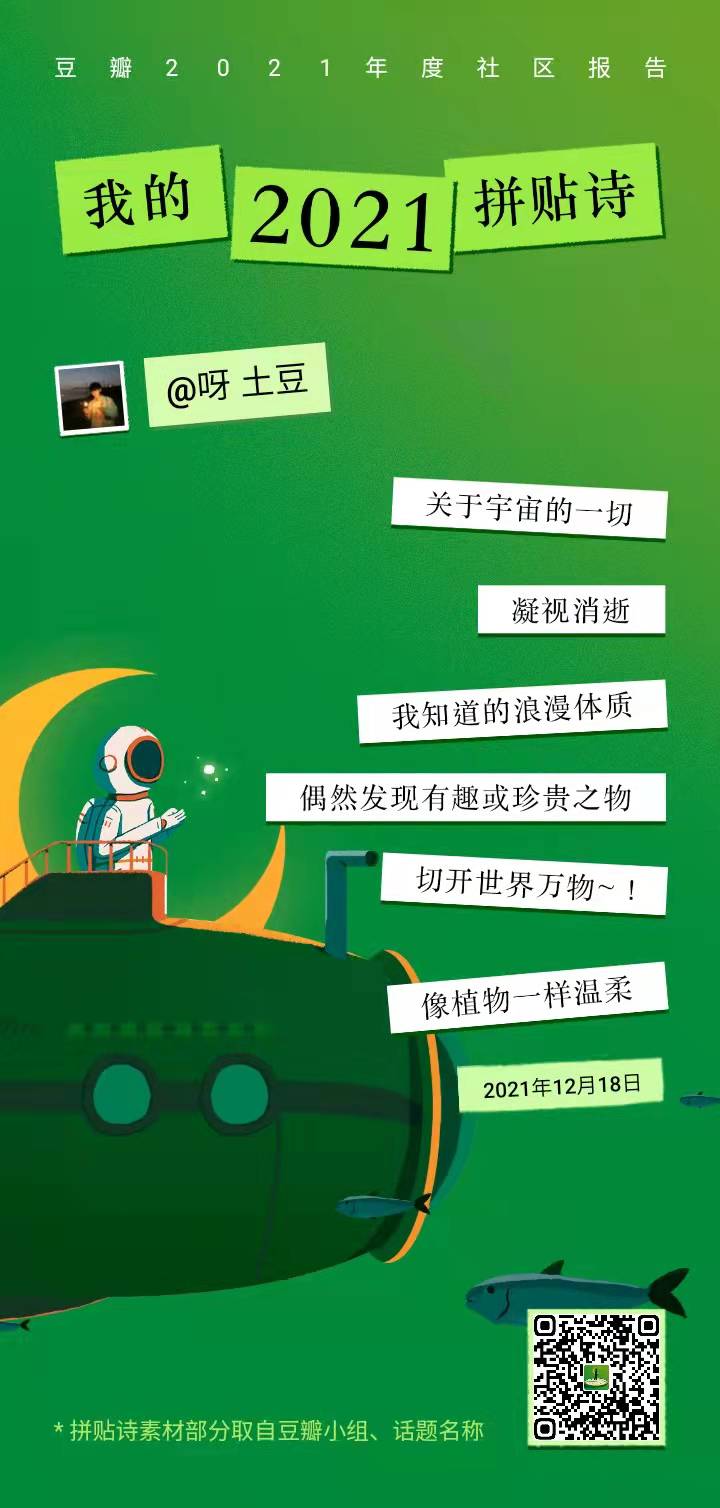 豆瓣2021年度社区报告
我的 2021 拼贴诗
@呀 土豆
关于宇宙的一切
凝视消逝
我知道的浪漫体质
偶然发现有趣或珍贵之物
切开世界万物~！
像植物一样温柔
2021年12月18日
* 拼贴诗素材部分取自豆瓣小组、话题名称